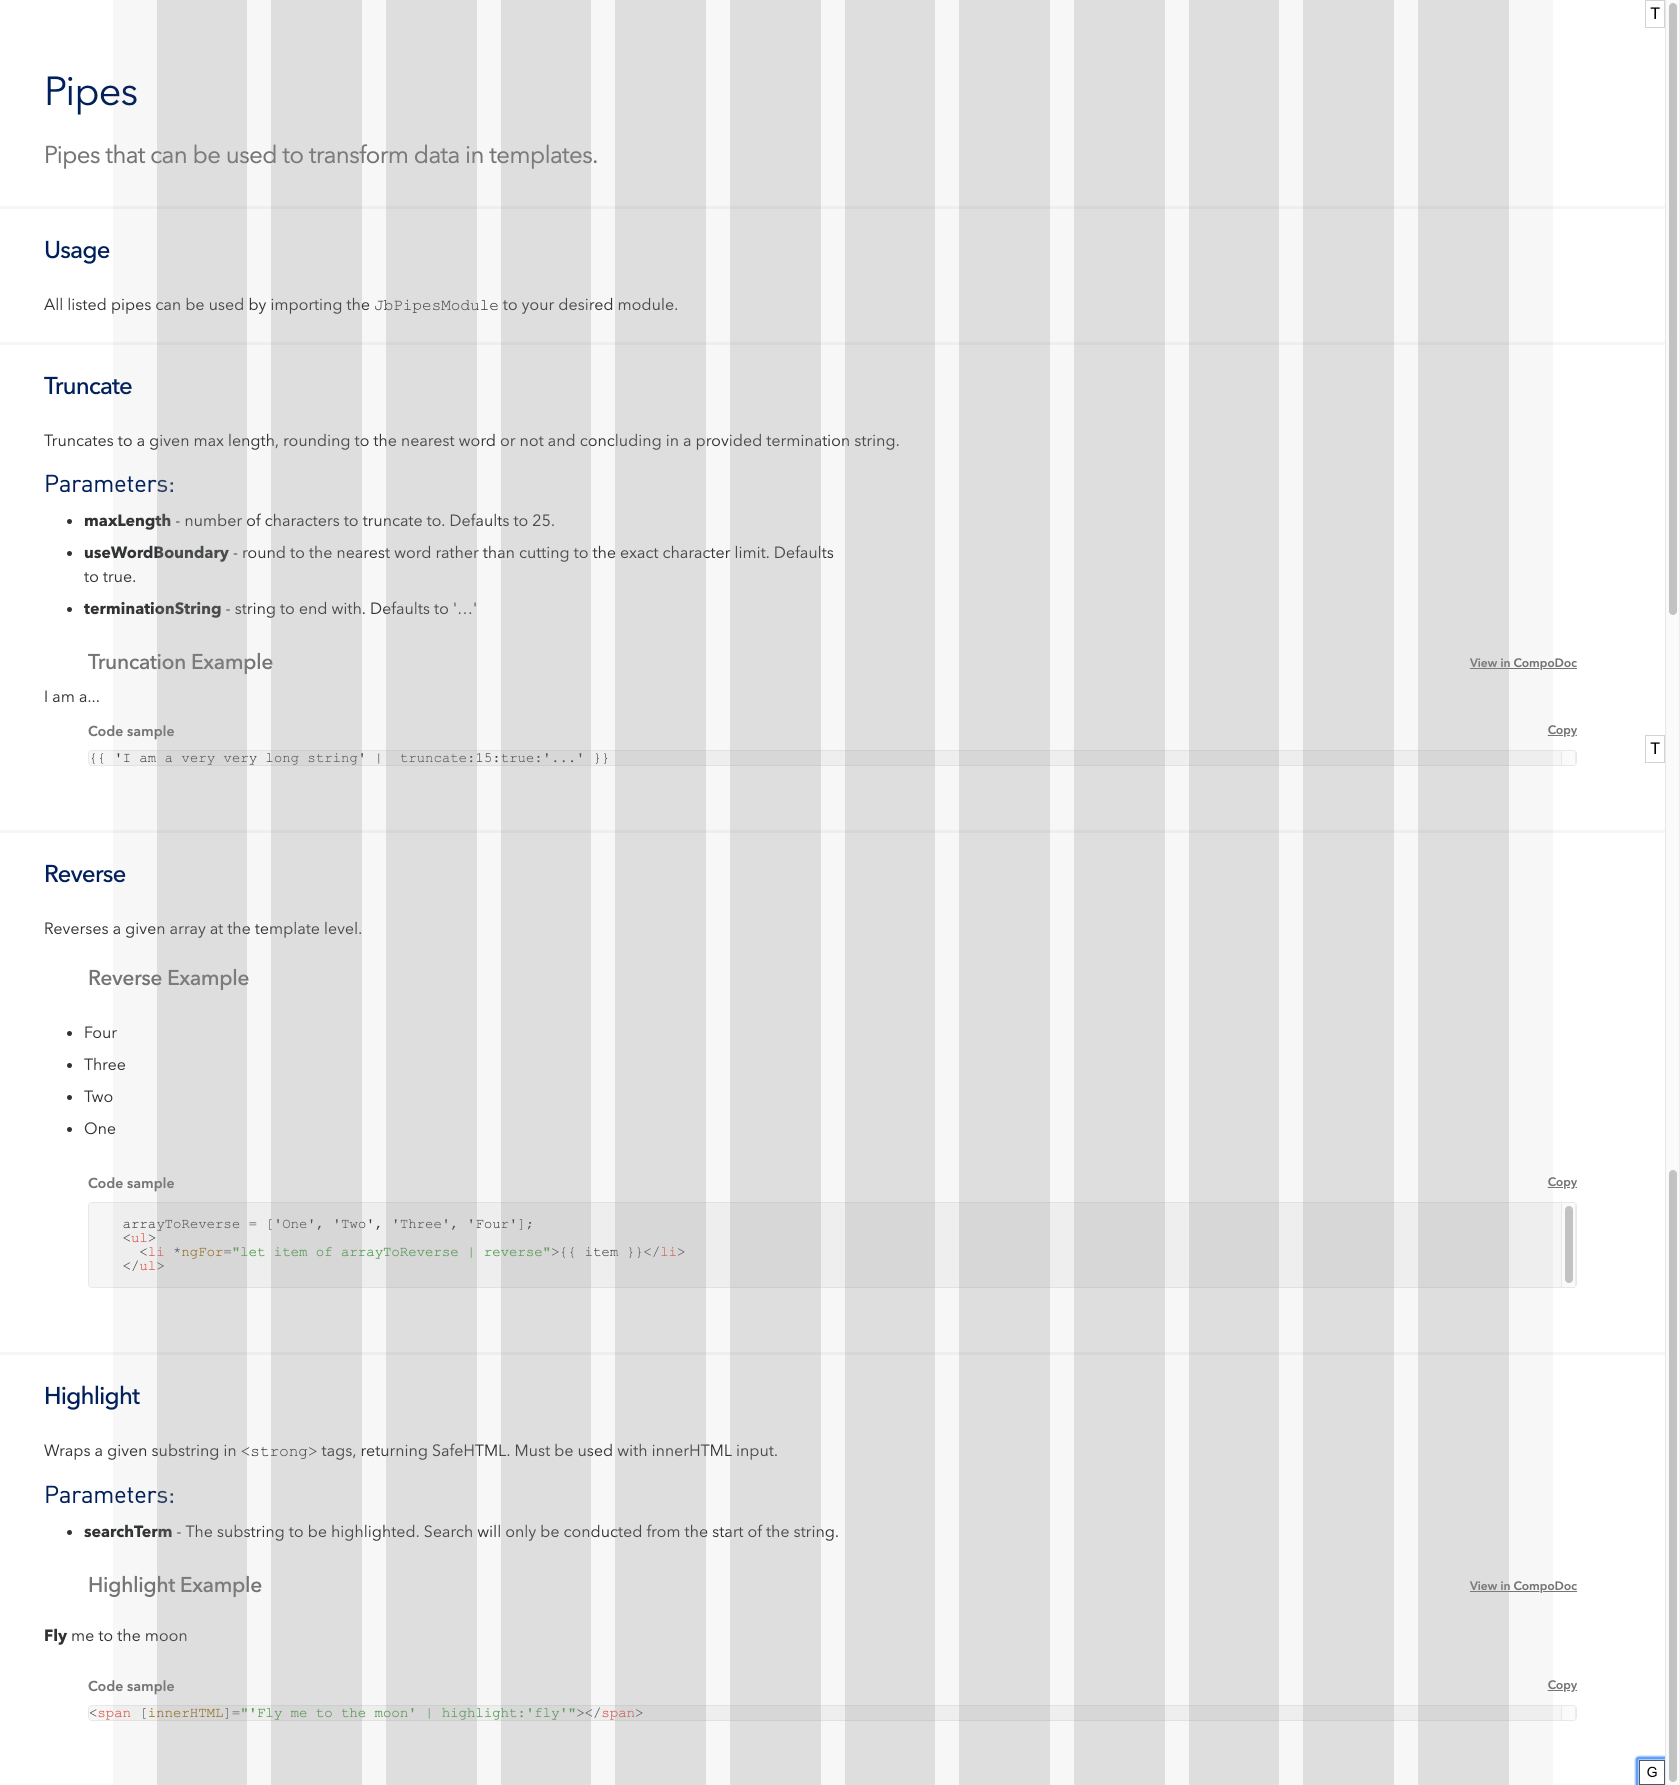 T
Pipes
Pipes that can be used to transform data in templates.
Usage
All listed pipes can be used by importing the JbPipesModule to your desired module.
Truncate
Truncates to a given max length, rounding to the nearest word or not and concluding in a provided termination string.
Parameters:
• maxLength - number of characters to truncate to. Defaults to 25.
• useWordBoundary - round to the nearest word rather than cutting to the exact character limit. Defaults
to true.
• terminationString - string to end with. Defaults to '...'
Truncation Example View in CompoDoc
I am a...
Code sample Copy
T
{{ 'I am a very very long string' |  truncate:15:true:'...' }}
Reverse
Reverses a given array at the template level.
Reverse Example
• Four
• Three
• Two
• One
Code sample Copy
arrayToReverse = ['One', 'Two', 'Three', 'Four'];
<ul>
  <li *ngFor="let item of arrayToReverse | reverse">{{ item }}</li>
</ul>
Highlight
Wraps a given substring in <strong> tags, returning SafeHTML. Must be used with innerHTML input.
Parameters:
• searchTerm - The substring to be highlighted. Search will only be conducted from the start of the string.
Highlight Example View in CompoDoc
Fly me to the moon
Code sample Copy
<span [innerHTML]="'Fly me to the moon' | highlight:'fly'"></span>
G